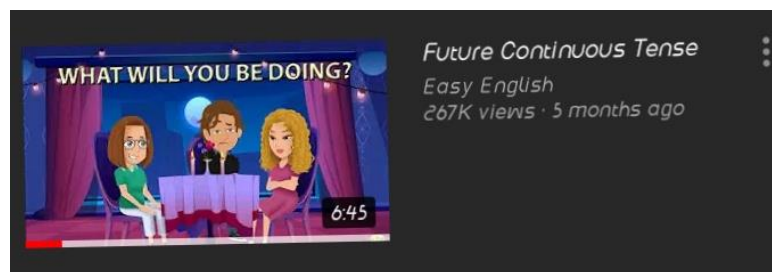 WHAT WILL YOU BE DOING?
6:45
Future Continuous Tense
Easy English
267K views · 5 months ago